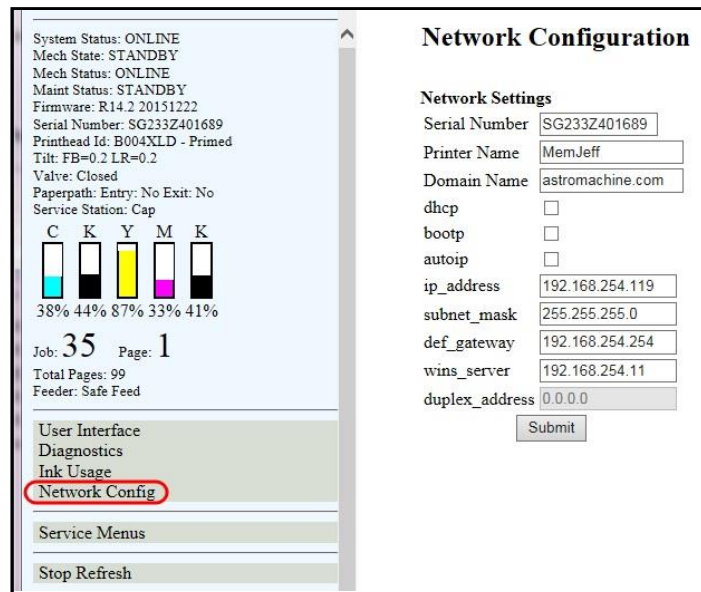 System Status: ONLINE
Mech State: STANDBY
Mech Status: ONLINE
Maint Status: STANDBY
Firmware: R14.2 20151222
Serial Number: SG233Z401689
Printhead Id: B004XLD - Primed
Tilt: FB=0.2 LR=0.2
Valve: Closed
Paperpath: Entry: No Exit: No
Service Station: Cap
C K Y M K
38% 44% 87% 33% 41%
Job: 35 Page: 1
Total Pages: 99
Feeder: Safe Feed
User Interface
Diagnostics
Ink Usage
Network Config
Service Menus
Stop Refresh
Network Configuration
Network Settings
Serial Number SG233Z401689
Printer Name MemJeff
Domain Name astromachine.com
dhcp
bootp
autoip
ip_address 192.168.254.119
subnet_mask 255.255.255.0
def_gateway 192.168.254.254
wins_server 192.168.254.11
duplex_address 0.0.0.0
Submit